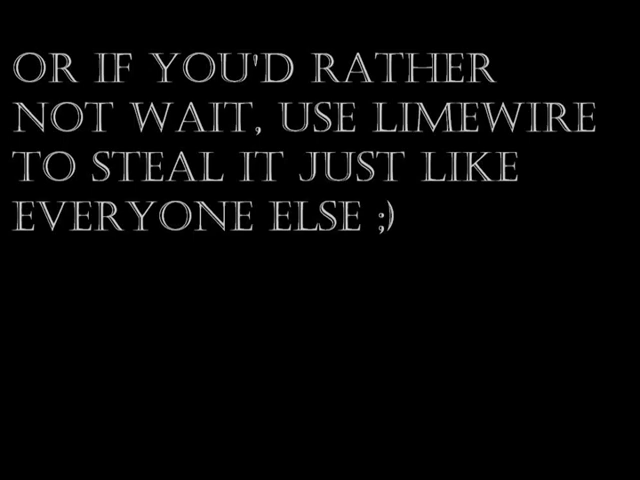 OR IF YOU'D RATHER
NOT WAIT, USE LIMEWIRE
TO STEAL IT JUST LIKE
EVERYONE ELSE ;)